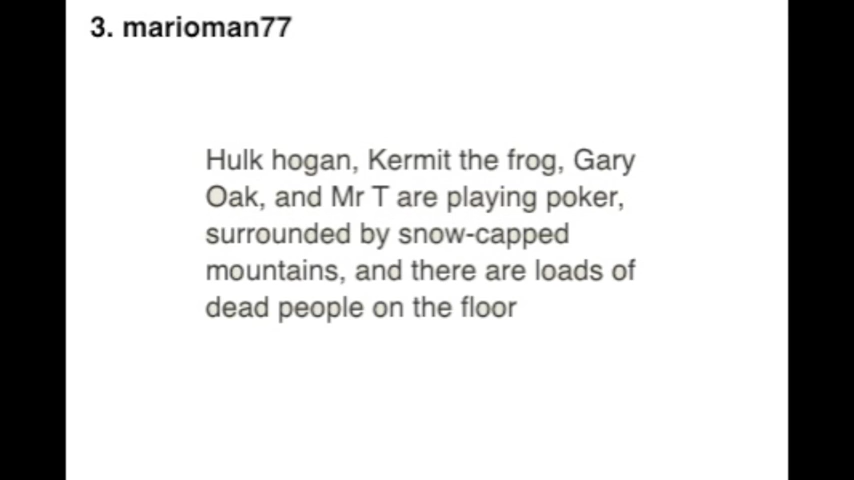 3. marioman77
Hulk hogan, Kermit the frog, Gary
Oak, and Mr T are playing poker,
surrounded by snow-capped
mountains, and there are loads of
dead people on the floor